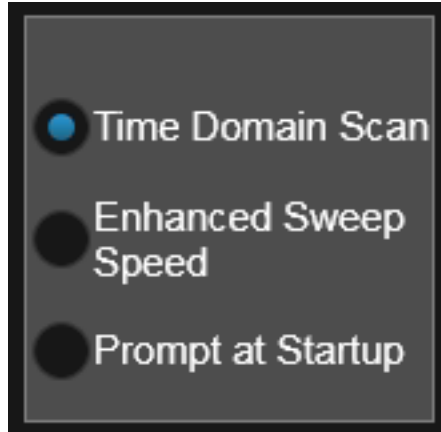 Time Domain Scan
Enhanced Sweep
Speed
Prompt at Startup